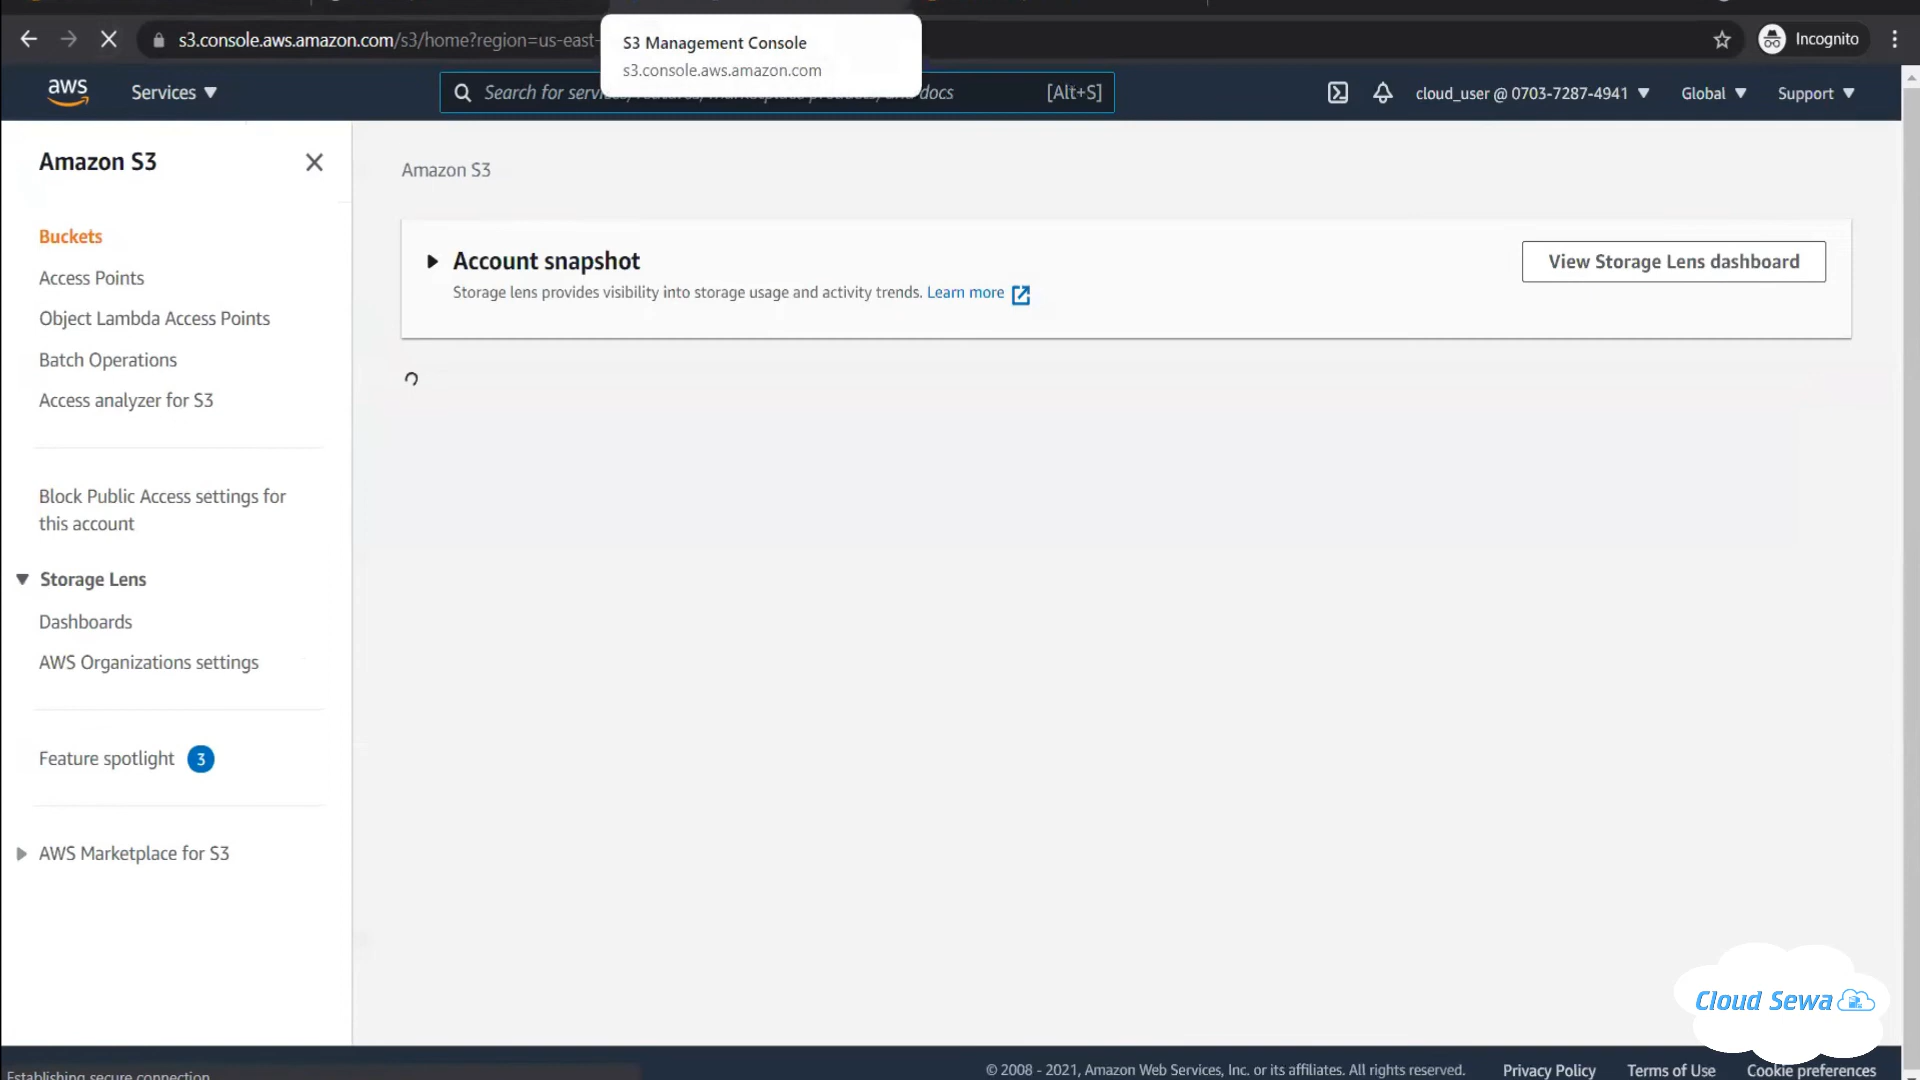 S3 Management Console
s3.console.aws.amazon.com
s3.console.aws.amazon.com/s3/home?region=us-east-
Incognito
aws
Services
Search for services, features, marketplace products, and docs
[Alt+S]
cloud_user @ 0703-7287-4941
Global
Support
Amazon S3
Buckets
Access Points
Object Lambda Access Points
Batch Operations
Access analyzer for S3
Block Public Access settings for
this account
Storage Lens
Dashboards
AWS Organizations settings
Feature spotlight 3
AWS Marketplace for S3
Amazon S3
Account snapshot
Storage lens provides visibility into storage usage and activity trends. Learn more
View Storage Lens dashboard
Cloud Sewa
Establishing secure connection
© 2008 - 2021, Amazon Web Services, Inc. or its affiliates. All rights reserved.
Privacy Policy
Terms of Use
Cookie preferences